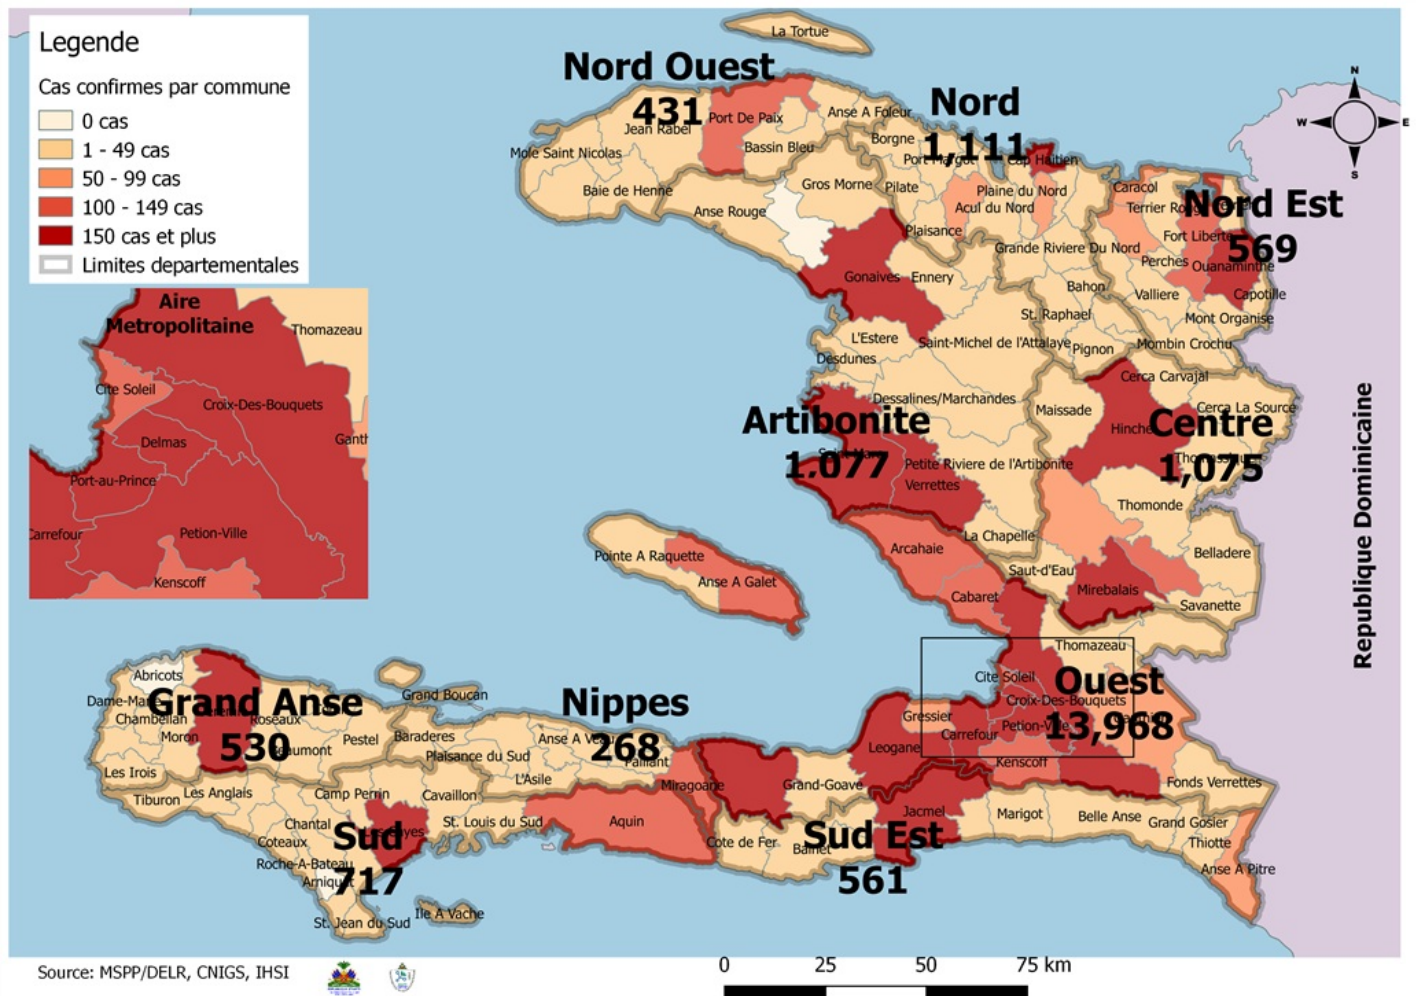 Legende
Cas confirmes par commune
0 cas
1 - 49 cas
50 - 99 cas
100 - 149 cas
150 cas et plus
Limites departementales
Aire
Metropolitaine
Thomazeau
Cite Soleil
Croix-Des-Bouquets
Delmas
Ganth
Port-au-Prince
Carrefour
Petion-Ville
Kenscoff
La Tortue
Nord Ouest
431
Port De Paix
Jean Rabel
Mole Saint Nicolas
Bassin Bleu
Baie de Henne
Anse A Foleur
Nord
1,111
Borgne
Port Margot
Cap Haitien
Gros Morne
Pilate
Plaine du Nord
Acul du Nord
Anse Rouge
Plaisance
Caracol
Terrier Rouge
Nord Est
569
Fort Liberte
Grande Riviere Du Nord
Perches
Ouanaminthe
Gonaives
Ennery
Bahon
Valliere
Capotille
St. Raphael
Mont Organise
L'Estere
Saint-Michel de l'Attalaye
Pignon
Mombin Crochu
Desdunes
Cerca Carvajal
Dessalines/Marchandes
Maissade
Cerca La Source
Artibonite
1.077
Hinche
Centre
1,075
Petite Riviere de l'Artibonite
Verrettes
Thomonde
La Chapelle
Arcahaie
Belladere
Pointe A Raquette
Anse A Galet
Saut-d'Eau
Cabaret
Mirebalais
Savanette
Thomazeau
Cite Soleil
Ouest
13,968
Croix-Des-Bouquets
Petion-Ville
Gressier
Carrefour
Leogane
Kenscoff
Fonds Verrettes
Abricots
Dame-Marie
Grand Anse
530
Chambellan
Roseaux
Moron
Beaumont
Pestel
Les Irois
Grand Boucan
Nippes
268
Baraderes
Anse A Veau
Plaisance du Sud
Paillant
L'Asile
Miragoane
Grand-Goave
Tiburon
Les Anglais
Camp Perrin
Cavaillon
Chantal
Sud
717
Les Cayes
St. Louis du Sud
Aquin
Coteaux
Roche-A-Bateau
Arniquet
St. Jean du Sud
Ile A Vache
Jacmel
Sud Est
561
Cote de Fer
Bainet
Marigot
Belle Anse
Grand Gosier
Thiotte
Anse A Pitre
Republique Dominicaine
N
W
E
S
Source: MSPP/DELR, CNIGS, IHSI
0 25 50 75 km